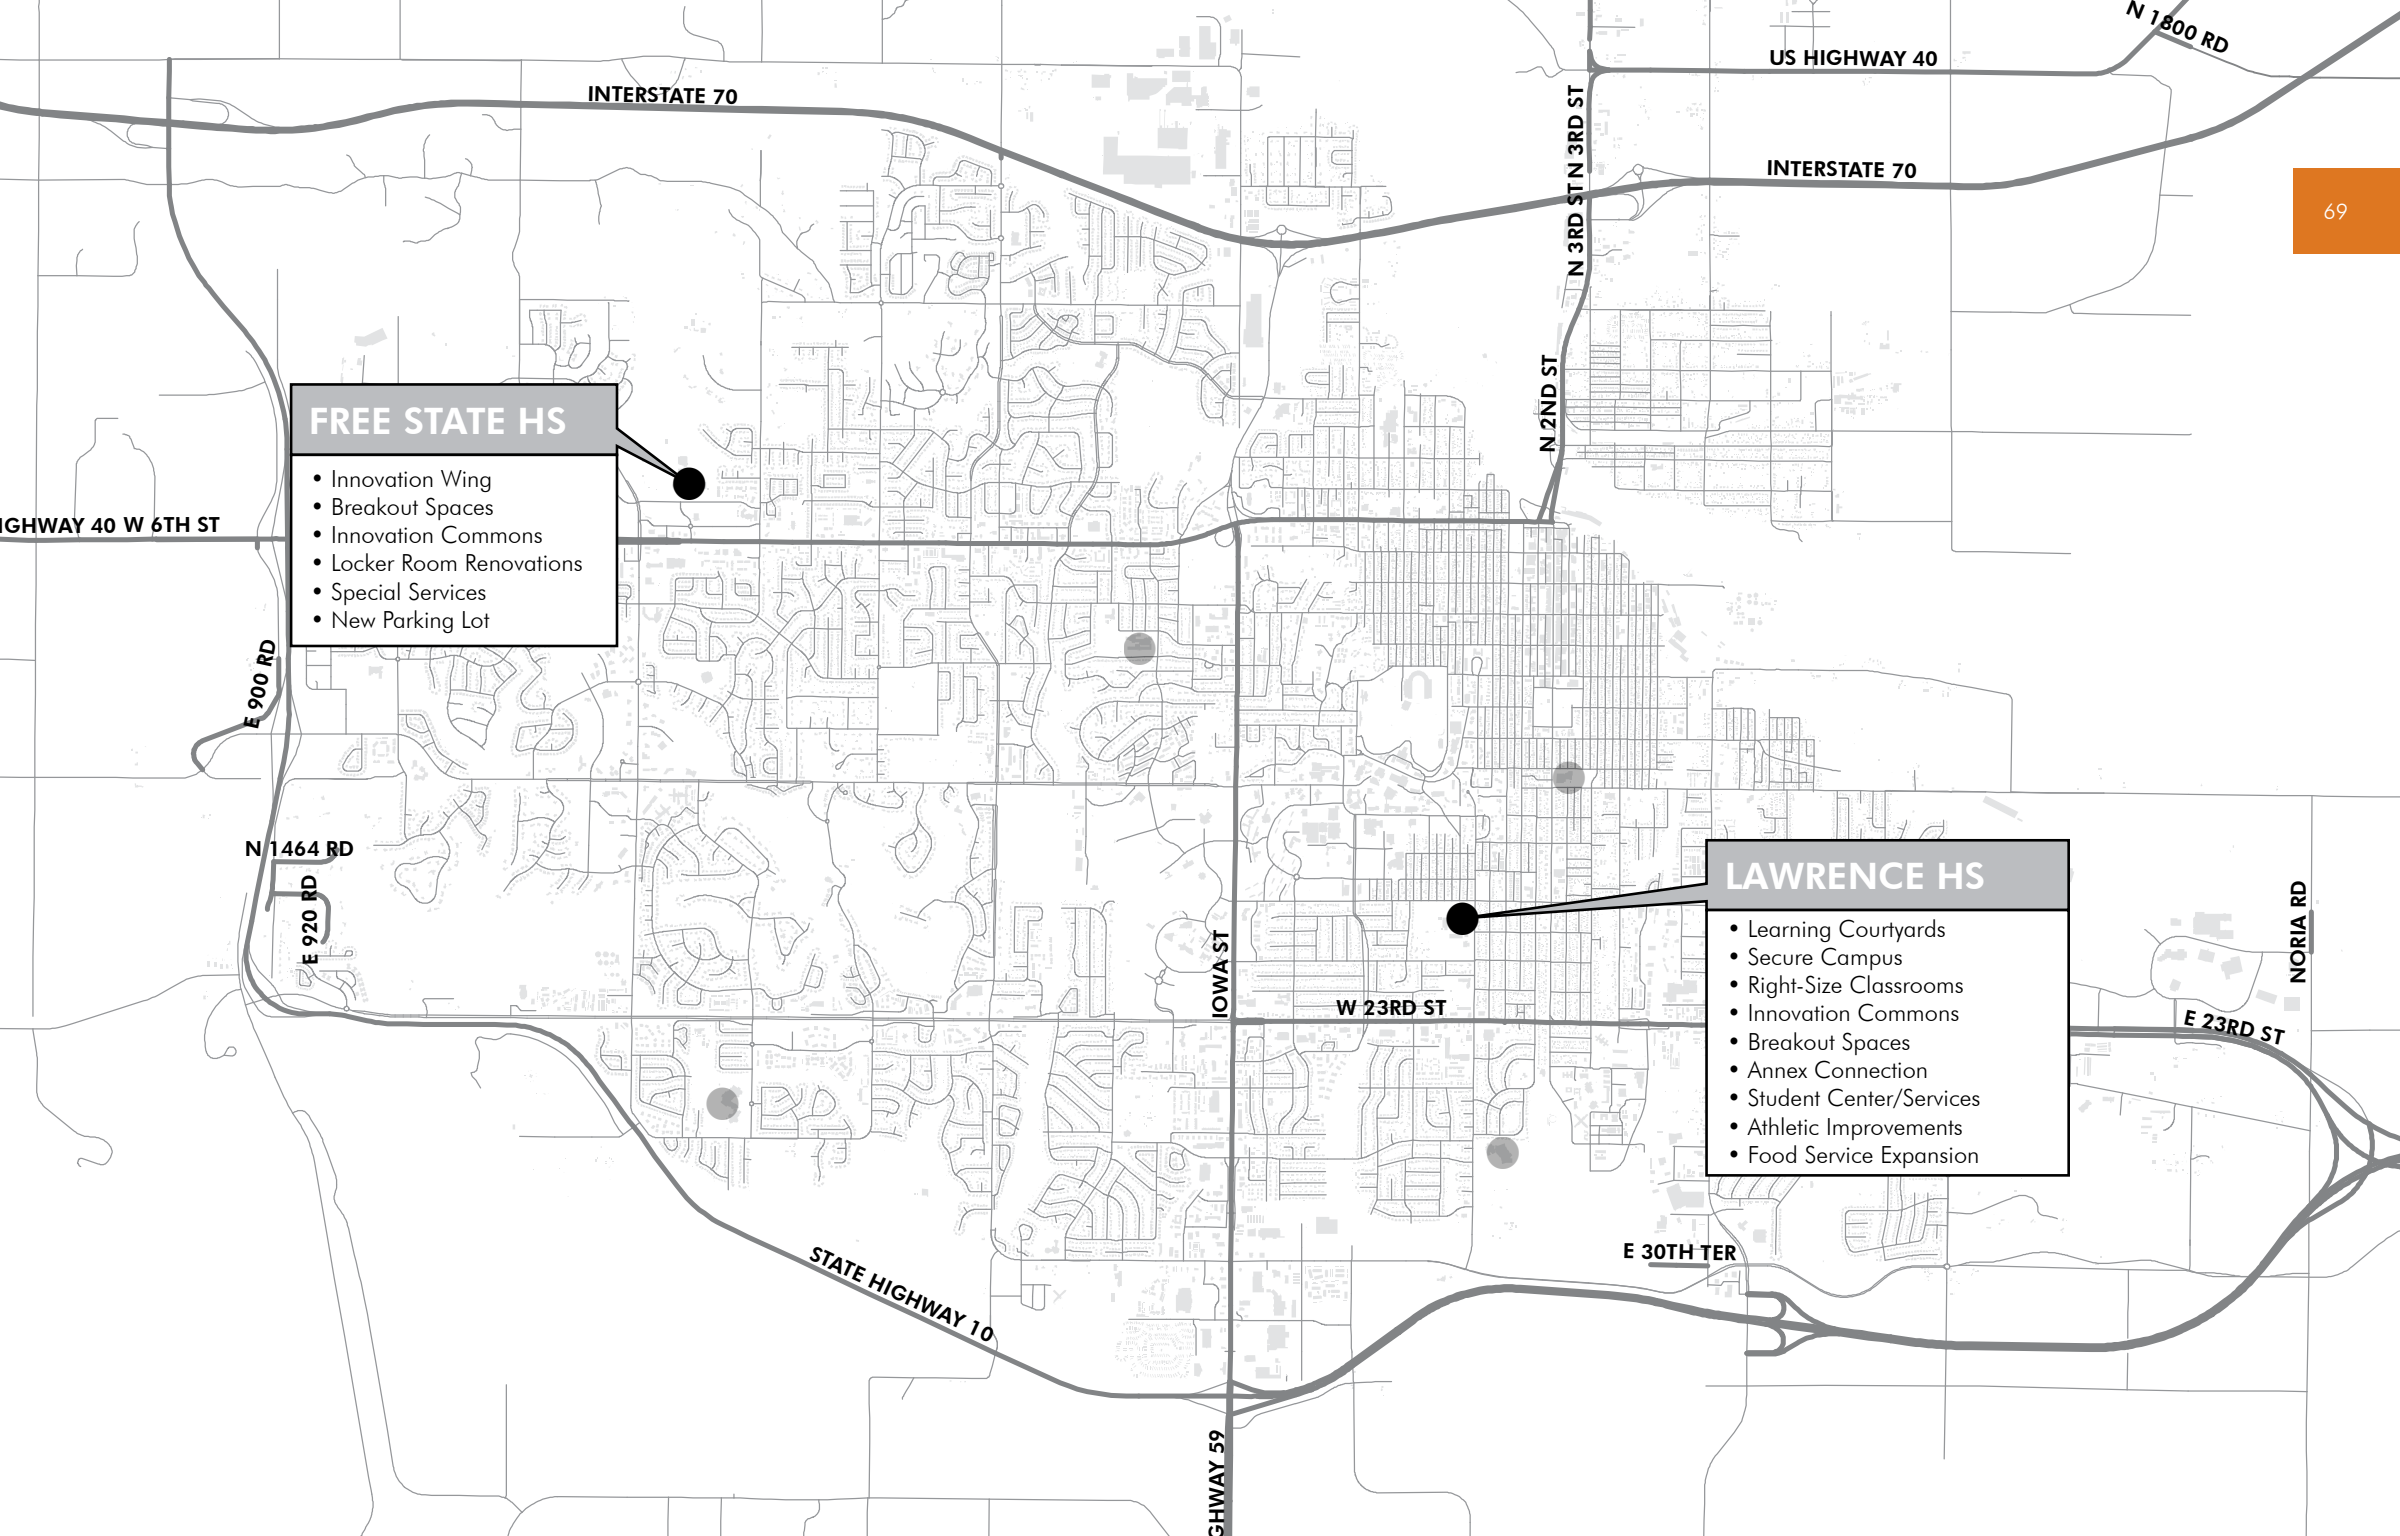 N 1800 RD
US HIGHWAY 40
INTERSTATE 70
N 3RD ST
INTERSTATE 70
69
N 3RD ST
N 2ND ST
FREE STATE HS
• Innovation Wing
• Breakout Spaces
• Innovation Commons
• Locker Room Renovations
• Special Services
• New Parking Lot
IGHWAY 40 W 6TH ST
E 900 RD
N 1464 RD
E 920 RD
LAWRENCE HS
• Learning Courtyards
• Secure Campus
• Right-Size Classrooms
• Innovation Commons
• Breakout Spaces
• Annex Connection
• Student Center/Services
• Athletic Improvements
• Food Service Expansion
NORIA RD
IOWA ST
W 23RD ST
E 23RD ST
E 30TH TER
STATE HIGHWAY 10
GHWAY 59